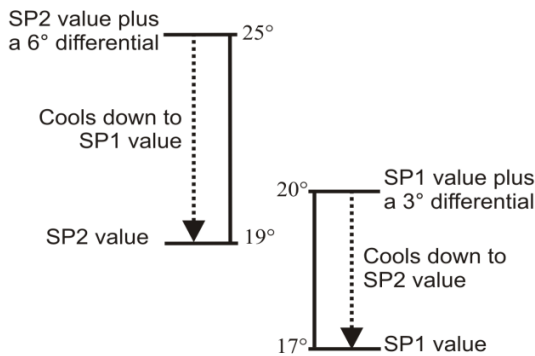 SP2 value plus
a 6° differential
25°
Cools down to
SP1 value
SP2 value
19°
20°
SP1 value plus
a 3° differential
Cools down to
SP2 value
17°
SP1 value